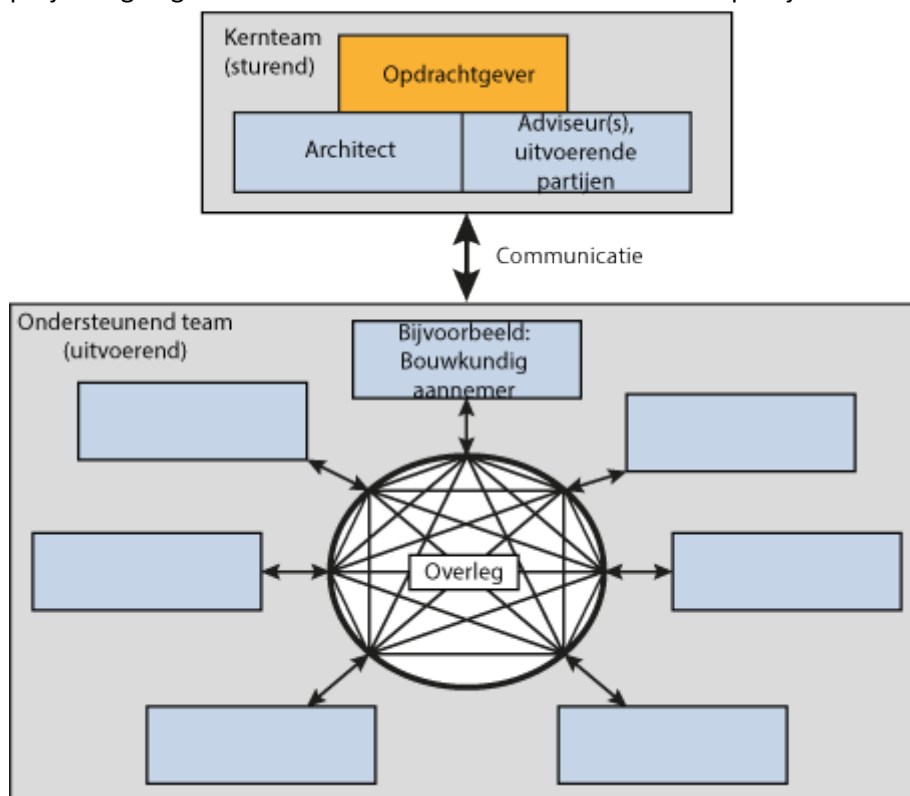 Kernteam
(sturend)
Opdrachtgever
Architect
Adviseur(s),
uitvoerende
partijen
Communicatie
Ondersteunend team
(uitvoerend)
Bijvoorbeeld:
Bouwkundig
aannemer
Overleg